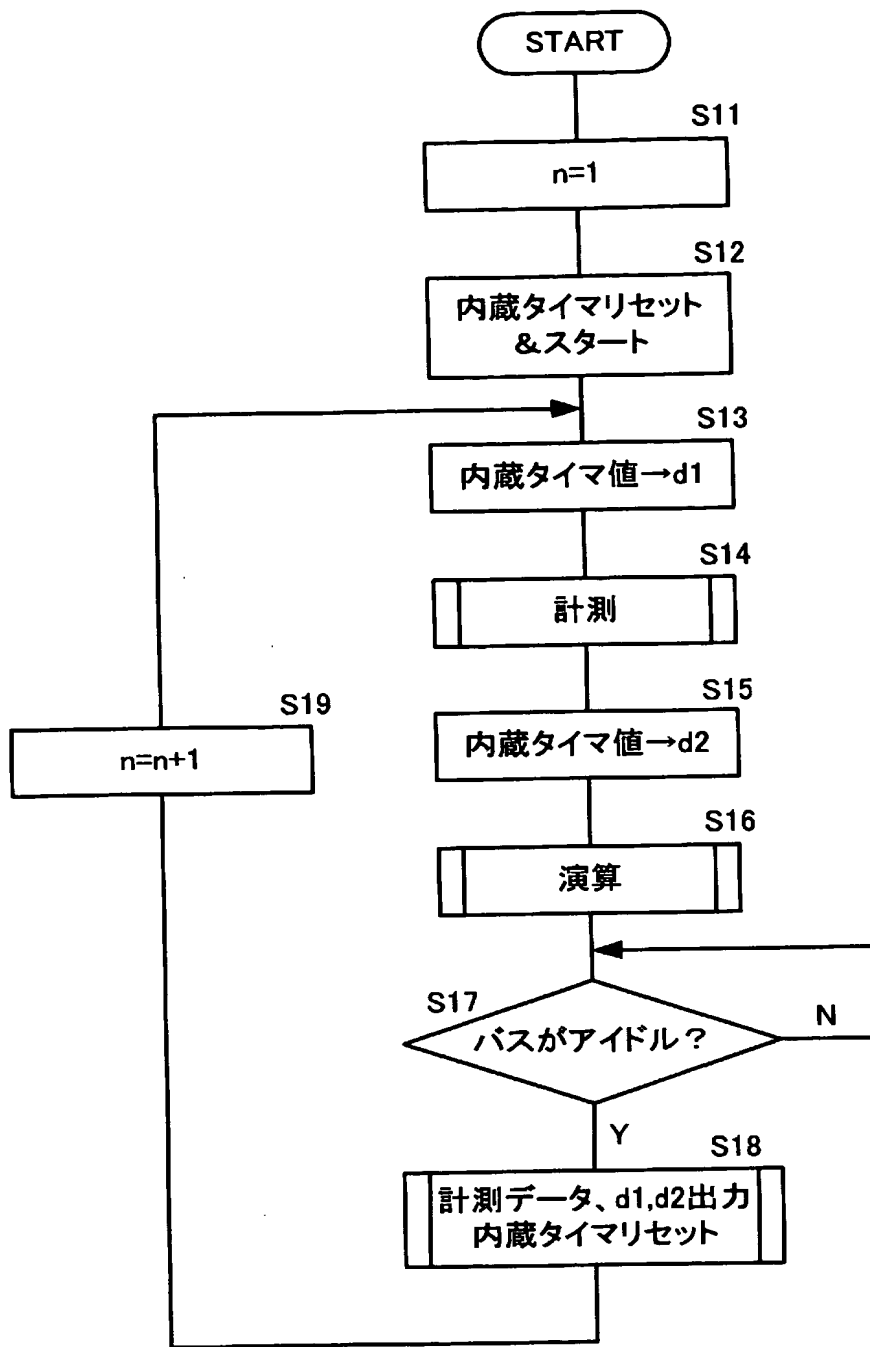 START
S11
n=1
S12
内蔵タイマリセット
&スタート
S13
内蔵タイマ値→d1
S14
計測
S15
内蔵タイマ値→d2
S19
n=n+1
S16
演算
S17
バスがアイドル?
N
Y
S18
計測データ、d1,d2出力
内蔵タイマリセット